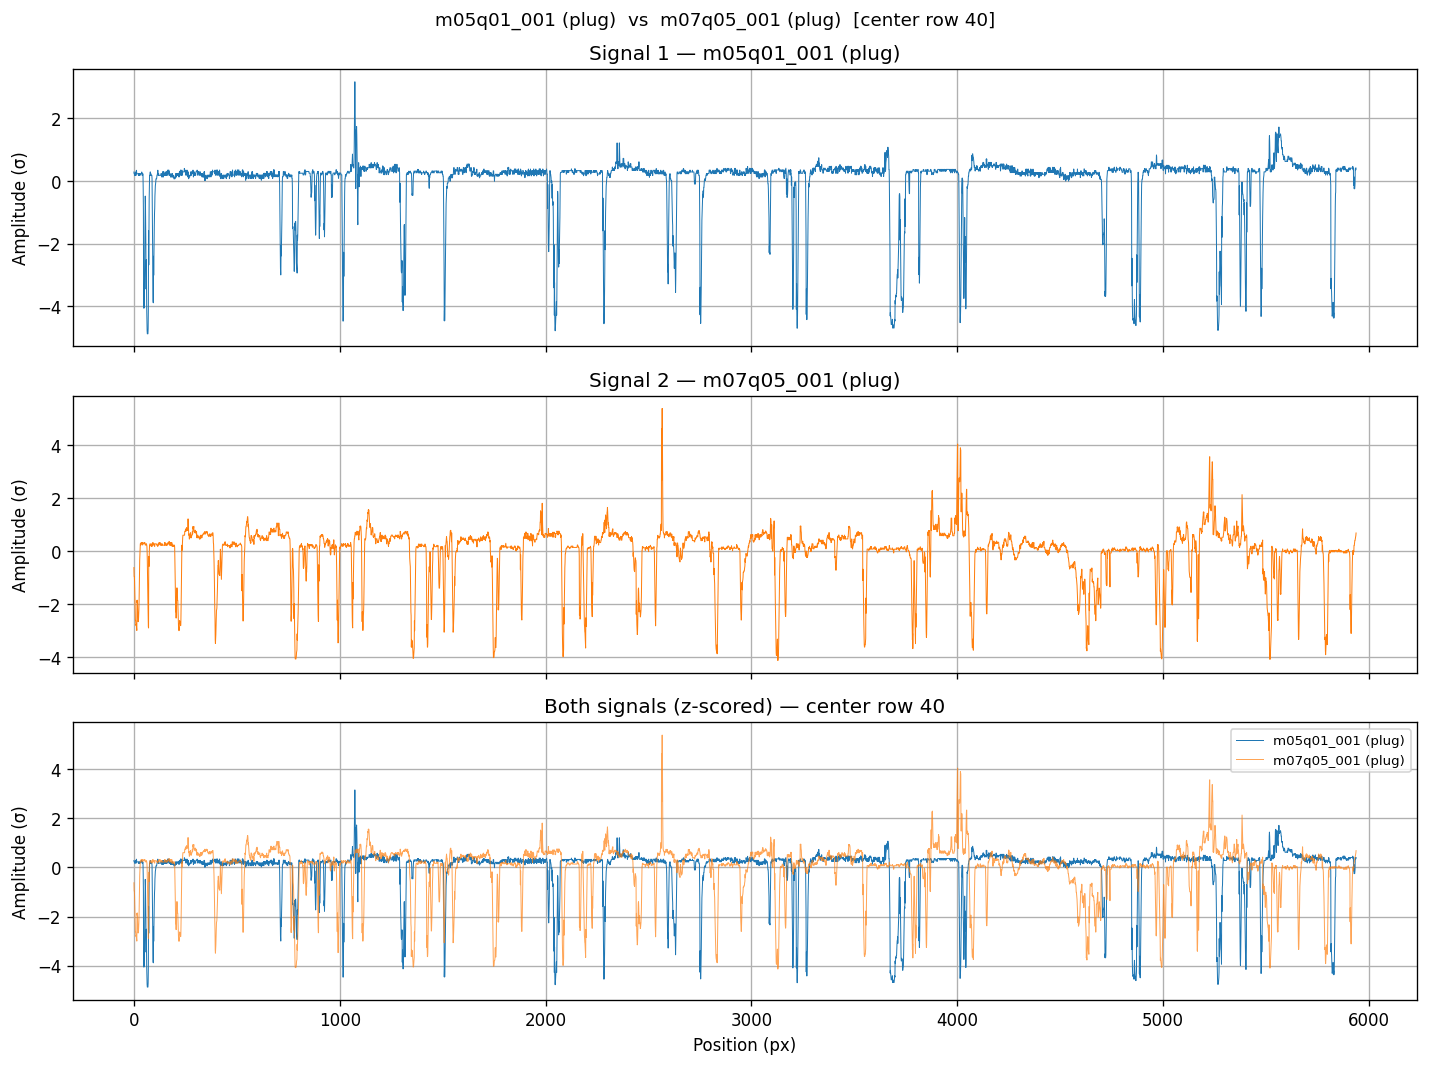 m05q01_001 (plug)  vs  m07q05_001 (plug)  [center row 40]
Signal 1 — m05q01_001 (plug)
Amplitude (σ)
2
0
−2
−4
Signal 2 — m07q05_001 (plug)
Amplitude (σ)
4
2
0
−2
−4
Both signals (z-scored) — center row 40
m05q01_001 (plug)
m07q05_001 (plug)
Amplitude (σ)
4
2
0
−2
−4
0 1000 2000 3000 4000 5000 6000
Position (px)